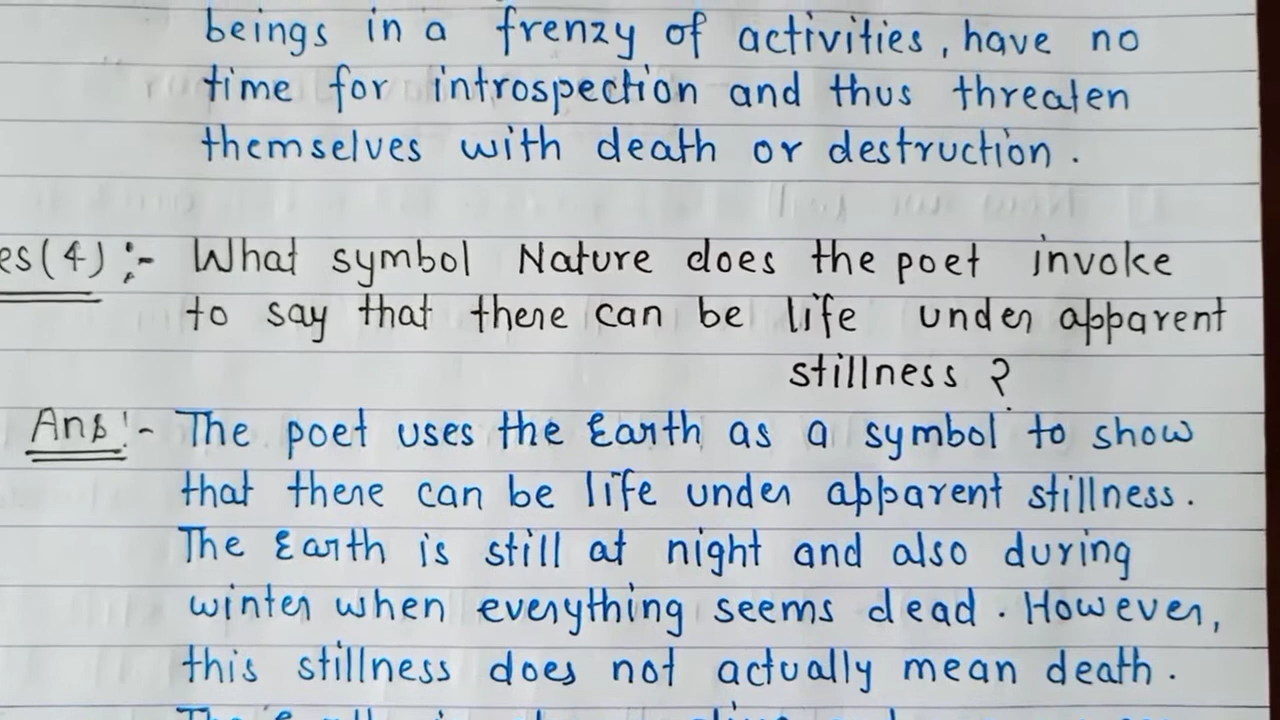 beings in a frenzy of activities, have no
time for introspection and thus threaten
themselves with death or destruction.
es(4) :- What symbol Nature does the poet invoke
to say that there can be life under apparent
stillness ?
Ans :- The poet uses the Earth as a symbol to show
that there can be life under apparent stillness.
The Earth is still at night and also during
winter when everything seems dead. However,
this stillness does not actually mean death.